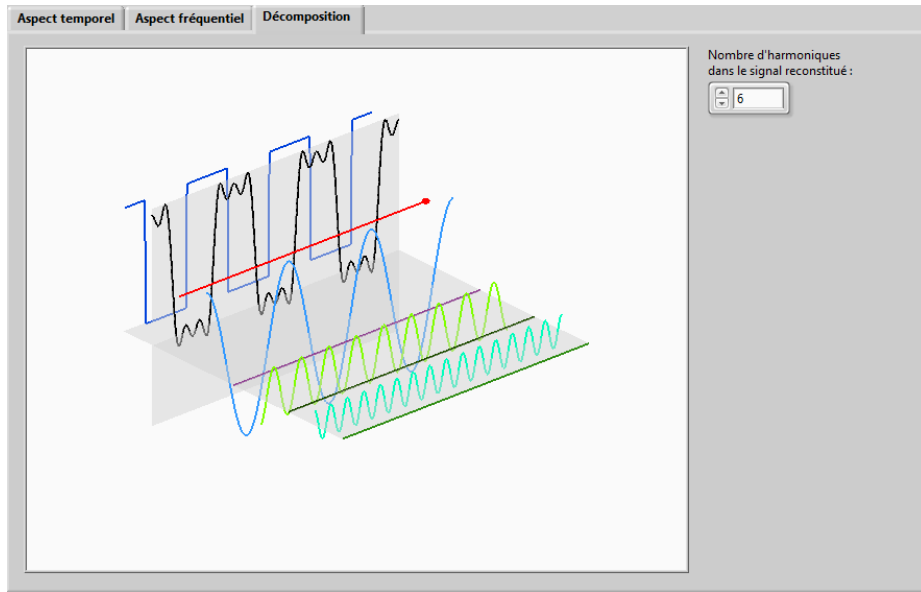 Aspect temporel Aspect fréquentiel Décomposition
Nombre d'harmoniques
dans le signal reconstitué :
6